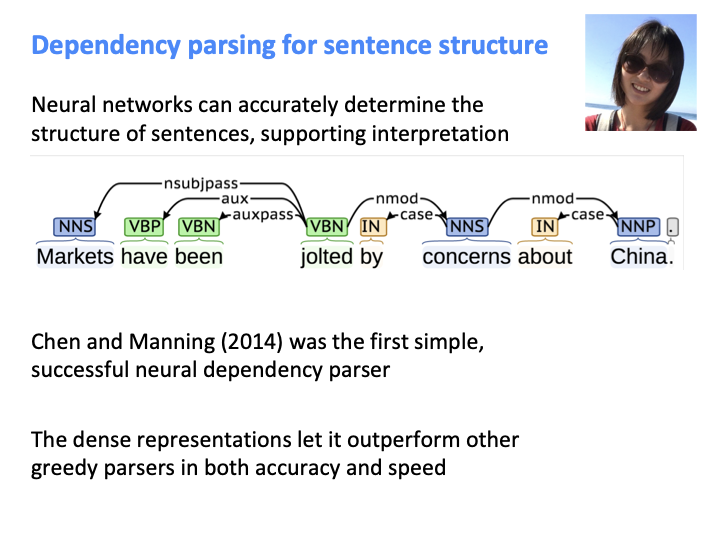 Dependency parsing for sentence structure
Neural networks can accurately determine the
structure of sentences, supporting interpretation
nsubjpass
aux nmod nmod
auxpass case case
NNS VBP VBN VBN IN NNS IN NNP .
Markets have been jolted by concerns about China.
Chen and Manning (2014) was the first simple,
successful neural dependency parser
The dense representations let it outperform other
greedy parsers in both accuracy and speed